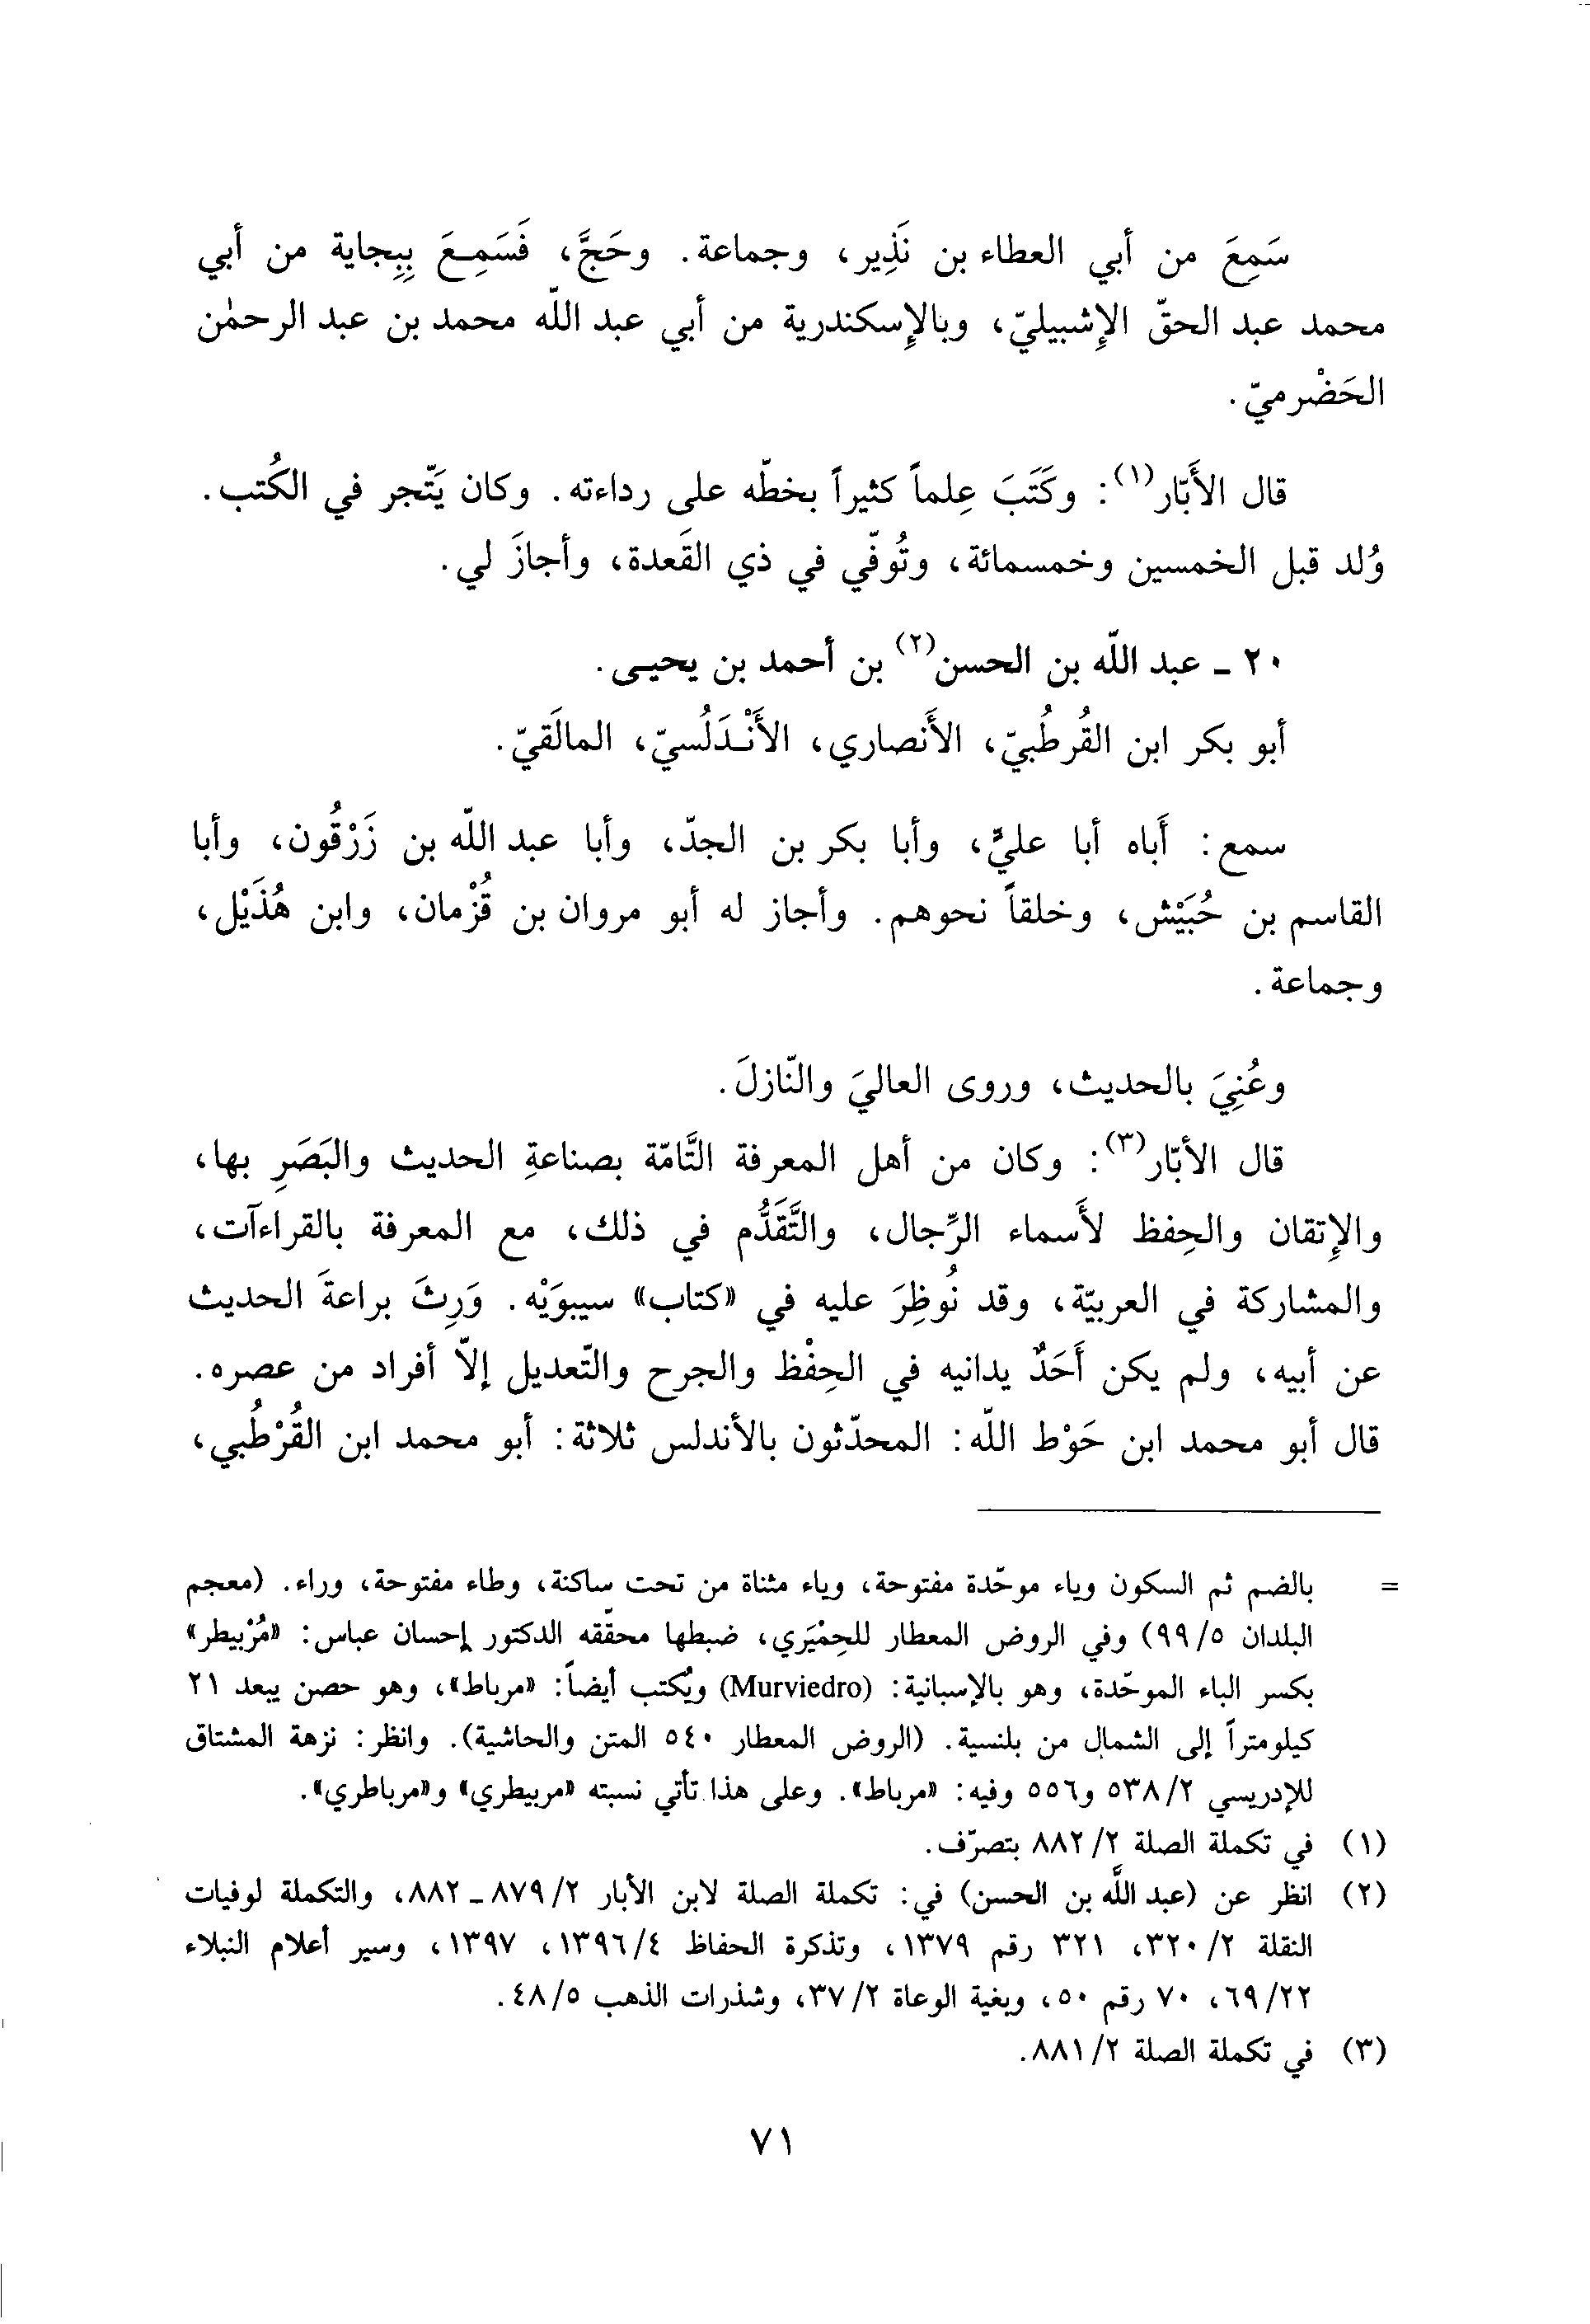 سَمِعَ من أبي العطاء بن نَذِير، وجماعة. وحَجَّ، فَسَمِعَ بِبِجاية من أبي
محمد عبد الحقّ الإشبيليّ، وبالإسكندرية من أبي عبد اللّه محمد بن عبد الرحمٰن
الحَضْرميّ.
قال الأَبّار(١): وكَتَبَ عِلماً كثيراً بخطّه على رداءته. وكان يَتّجر في الكُتب.
وُلد قبل الخمسين وخمسمائة، وتُوفّي في ذي القَعدة، وأجازَ لي.
٢٠ ـ عبد اللّه بن الحسن(٢) بن أحمد بن يحيـى.
أبو بكر ابن القُرطُبيّ، الأَنصاري، الأَنْدَلُسيّ، المالَقيّ.
سمع: أَباه أبا عليٍّ، وأبا بكر بن الجدّ، وأبا عبد اللّه بن زَرْقُون، وأبا
القاسم بن حُبَيْش، وخلقاً نحوهم. وأجاز له أبو مروان بن قُزْمان، وابن هُذَيْل،
وجماعة.
وعُنِيَ بالحديث، وروى العاليَ والنّازلَ.
قال الأبّار(٣): وكان من أهل المعرفة التَّامّة بصناعةِ الحديث والبَصَرِ بها،
والإتقان والحِفظ لأَسماء الرِّجال، والتَّقَدُّم في ذلك، مع المعرفة بالقراءآت،
والمشاركة في العربيّة، وقد نُوظِرَ عليه في «كتاب» سيبوَيْه. وَرِثَ براعةَ الحديث
عن أبيه، ولم يكن أَحَدٌ يدانيه في الحِفْظ والجرح والتّعديل إلاّ أفراد من عصره.
قال أبو محمد ابن حَوْط اللّه: المحدّثون بالأندلس ثلاثة: أبو محمد ابن القُرْطُبي،
= بالضم ثم السكون وباء موحّدة مفتوحة، وياء مثناة من تحت ساكنة، وطاء مفتوحة، وراء. (معجم
البلدان ٩٩/٥) وفي الروض المعطار للحِمْيَري، ضبطها محقّقه الدكتور إحسان عباس: «مُرْبيطر»
بكسر الباء الموحّدة، وهو بالإسبانية: (Murviedro) ويُكتب أيضاً: «مرباط»، وهو حصن يبعد ٢١
كيلومتراً إلى الشمال من بلنسية. (الروض المعطار ٥٤٠ المتن والحاشية). وانظر: نزهة المشتاق
للإدريسي ٥٣٨/٢ و٥٥٦ وفيه: «مرباط». وعلى هذا تأتي نسبته «مربيطري» و«مرباطري».
(١) في تكملة الصلة ٨٨٢/٢ بتصرّف.
(٢) انظر عن (عبد اللَّه بن الحسن) في: تكملة الصلة لابن الأبار ٨٧٩/٢ ـ ٨٨٢، والتكملة لوفيات
النقلة ٣٢٠/٢، ٣٢١ رقم ١٣٧٩، وتذكرة الحفاظ ١٣٩٦/٤، ١٣٩٧، وسير أعلام النبلاء
٦٩/٢٢، ٧٠ رقم ٥٠، وبغية الوعاة ٣٧/٢، وشذرات الذهب ٤٨/٥.
(٣) في تكملة الصلة ٨٨١/٢.
٧١